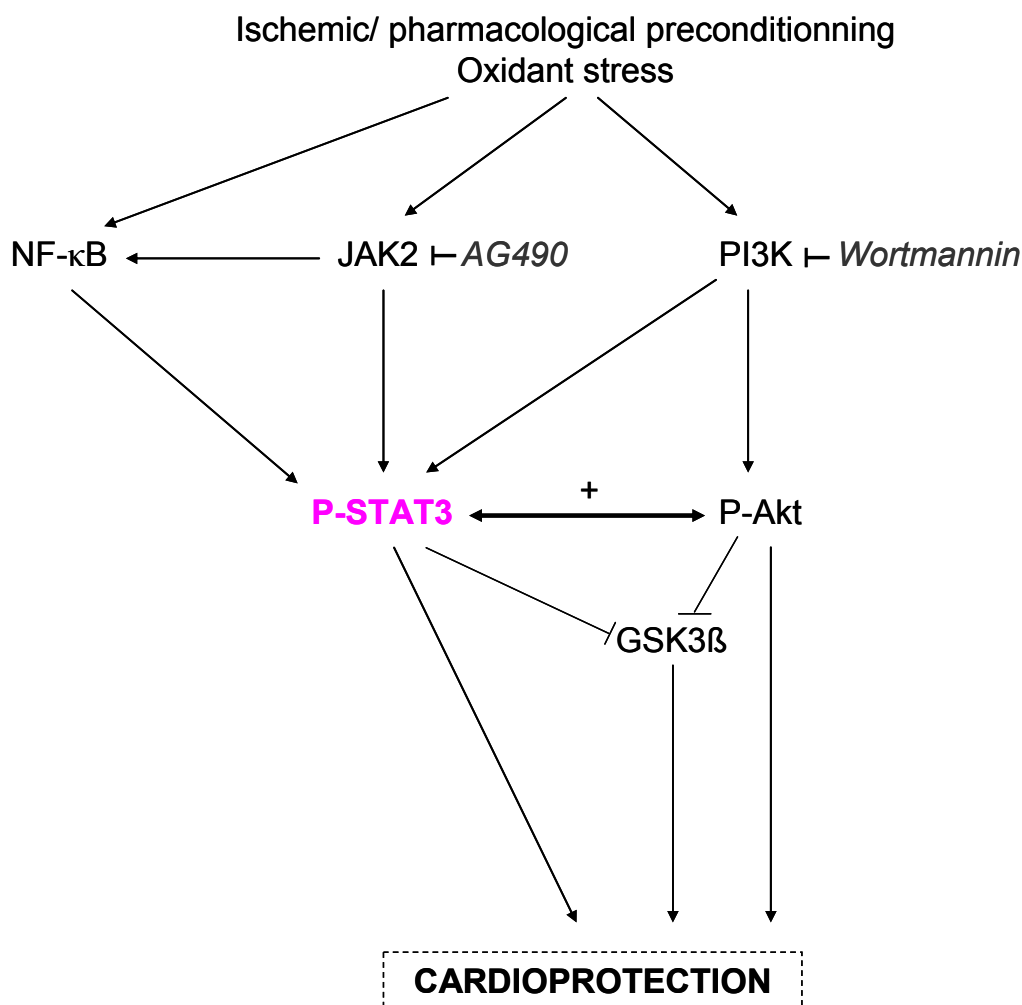 Ischemic/ pharmacological preconditionning
Oxidant stress
NF-κB
JAK2
AG490
PI3K
Wortmannin
+
P-STAT3
P-Akt
GSK3ß
CARDIOPROTECTION